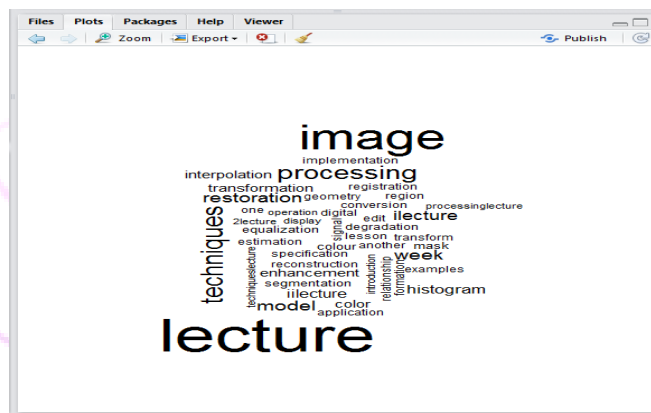 Files Plots Packages Help Viewer
Zoom Export Publish
image
implementation
interpolation processing
transformation registration
restoration geometry region
conversion processinglecture
one operation digital edit ilecture
2lecture display signal degradation
equalization lesson transform
estimation colour another mask
specification week
techniques
techniqueslecture
reconstruction introduction relationship formation examples
enhancement
segmentation
iilecture histogram
model color
application
lecture